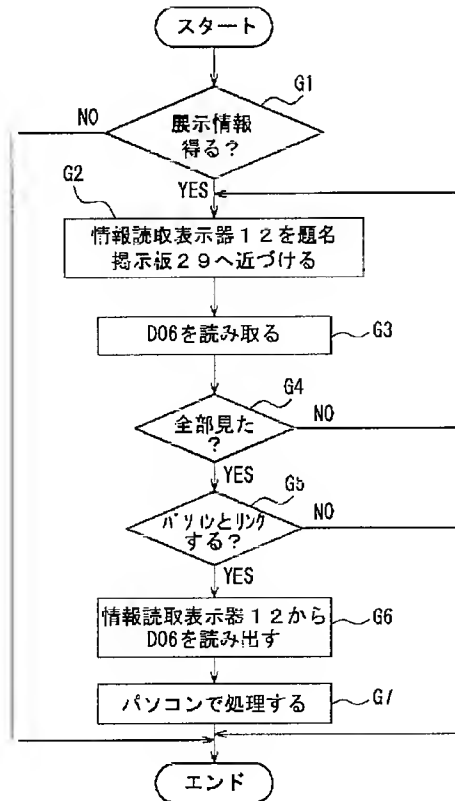 スタート
G1
NO
展示情報
得る?
G2
YES
情報読取表示器12を題名
掲示板29へ近づける
D06を読み取る
G3
G4
全部見た
?
NO
YES
G5
パソコンとリンク
する?
NO
YES
情報読取表示器12から
D06を読み出す
G6
パソコンで処理する
G7
エンド